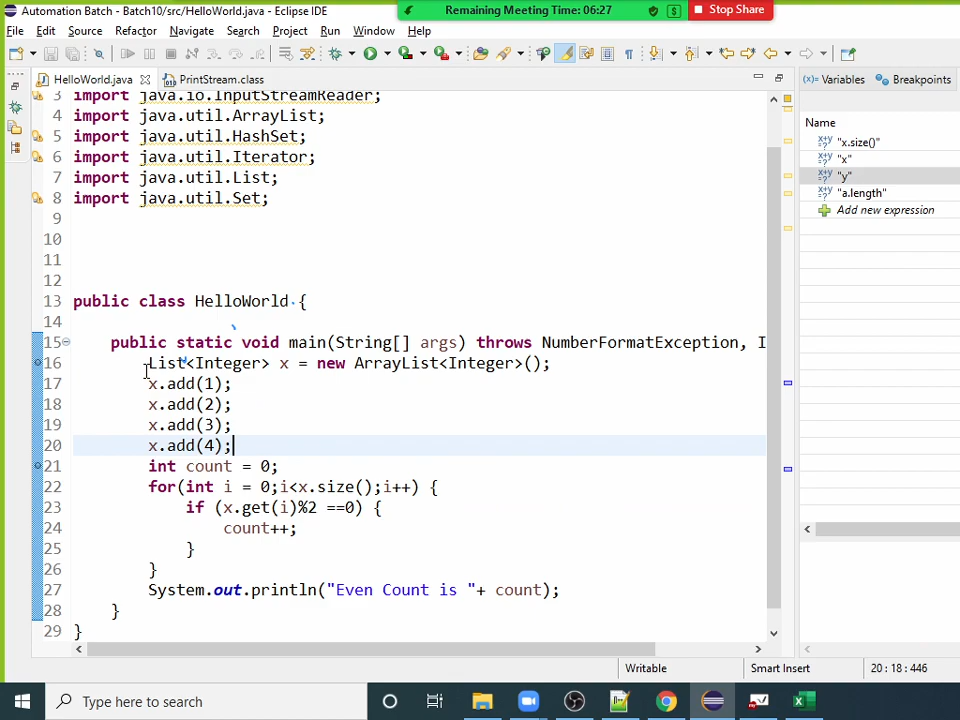 Automation Batch - Batch10/src/HelloWorld.java - Eclipse IDE
Remaining Meeting Time: 06:27
Stop Share
File Edit Source Refactor Navigate Search Project Run Window Help
HelloWorld.java
PrintStream.class
Variables
Breakpoints
3 import java.io.InputStreamReader;
4 import java.util.ArrayList;
5 import java.util.HashSet;
6 import java.util.Iterator;
7 import java.util.List;
8 import java.util.Set;
9
10
11
12
13 public class HelloWorld {
14
15 public static void main(String[] args) throws NumberFormatException, I
16 List<Integer> x = new ArrayList<Integer>();
17 x.add(1);
18 x.add(2);
19 x.add(3);
20 x.add(4);
21 int count = 0;
22 for(int i = 0;i<x.size();i++) {
23 if (x.get(i)%2 ==0) {
24 count++;
25 }
26 }
27 System.out.println("Even Count is "+ count);
28 }
29 }
Name
"x.size()"
"x"
"y"
"a.length"
Add new expression
Writable
Smart Insert
20 : 18 : 446
Type here to search